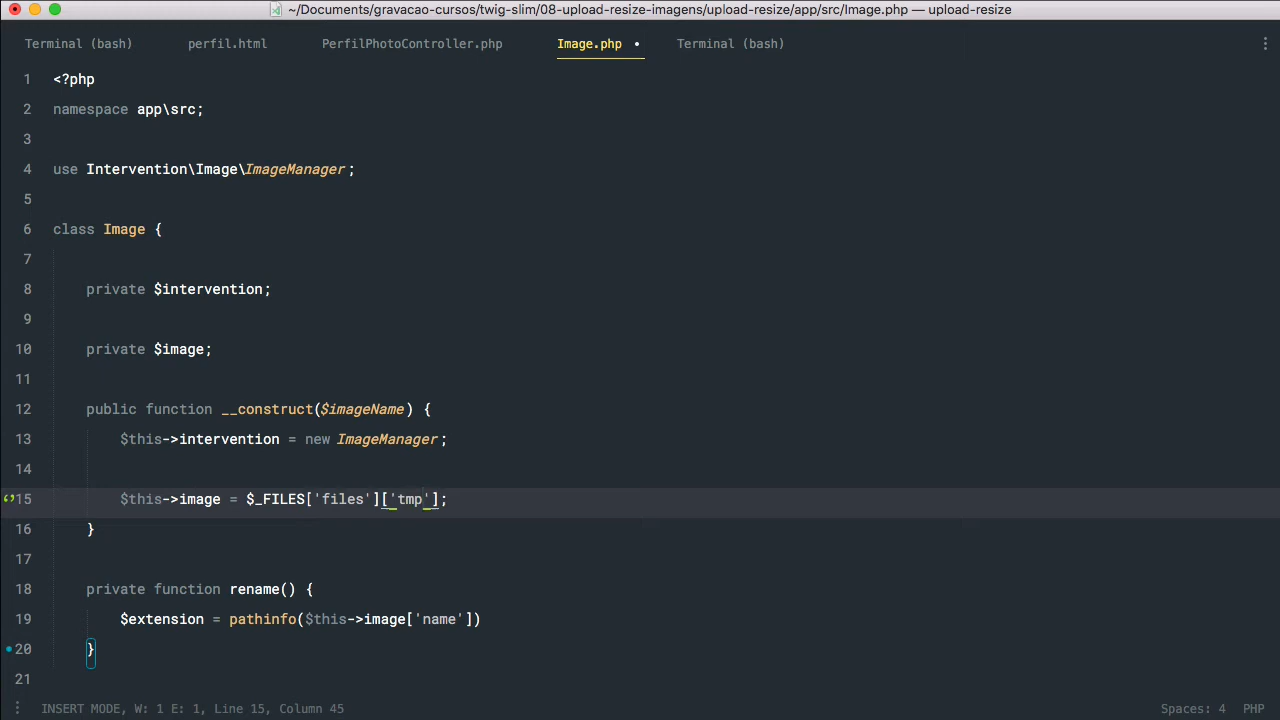 ~/Documents/gravacao-cursos/twig-slim/08-upload-resize-imagens/upload-resize/app/src/Image.php — upload-resize
Terminal (bash) perfil.html PerfilPhotoController.php Image.php • Terminal (bash)
1 <?php
2 namespace app\src;
3
4 use Intervention\Image\ImageManager;
5
6 class Image {
7
8 private $intervention;
9
10 private $image;
11
12 public function __construct($imageName) {
13 $this->intervention = new ImageManager;
14
15 $this->image = $_FILES['files']['tmp'];
16 }
17
18 private function rename() {
19 $extension = pathinfo($this->image['name'])
20 }
21
INSERT MODE, W: 1 E: 1, Line 15, Column 45 Spaces: 4 PHP